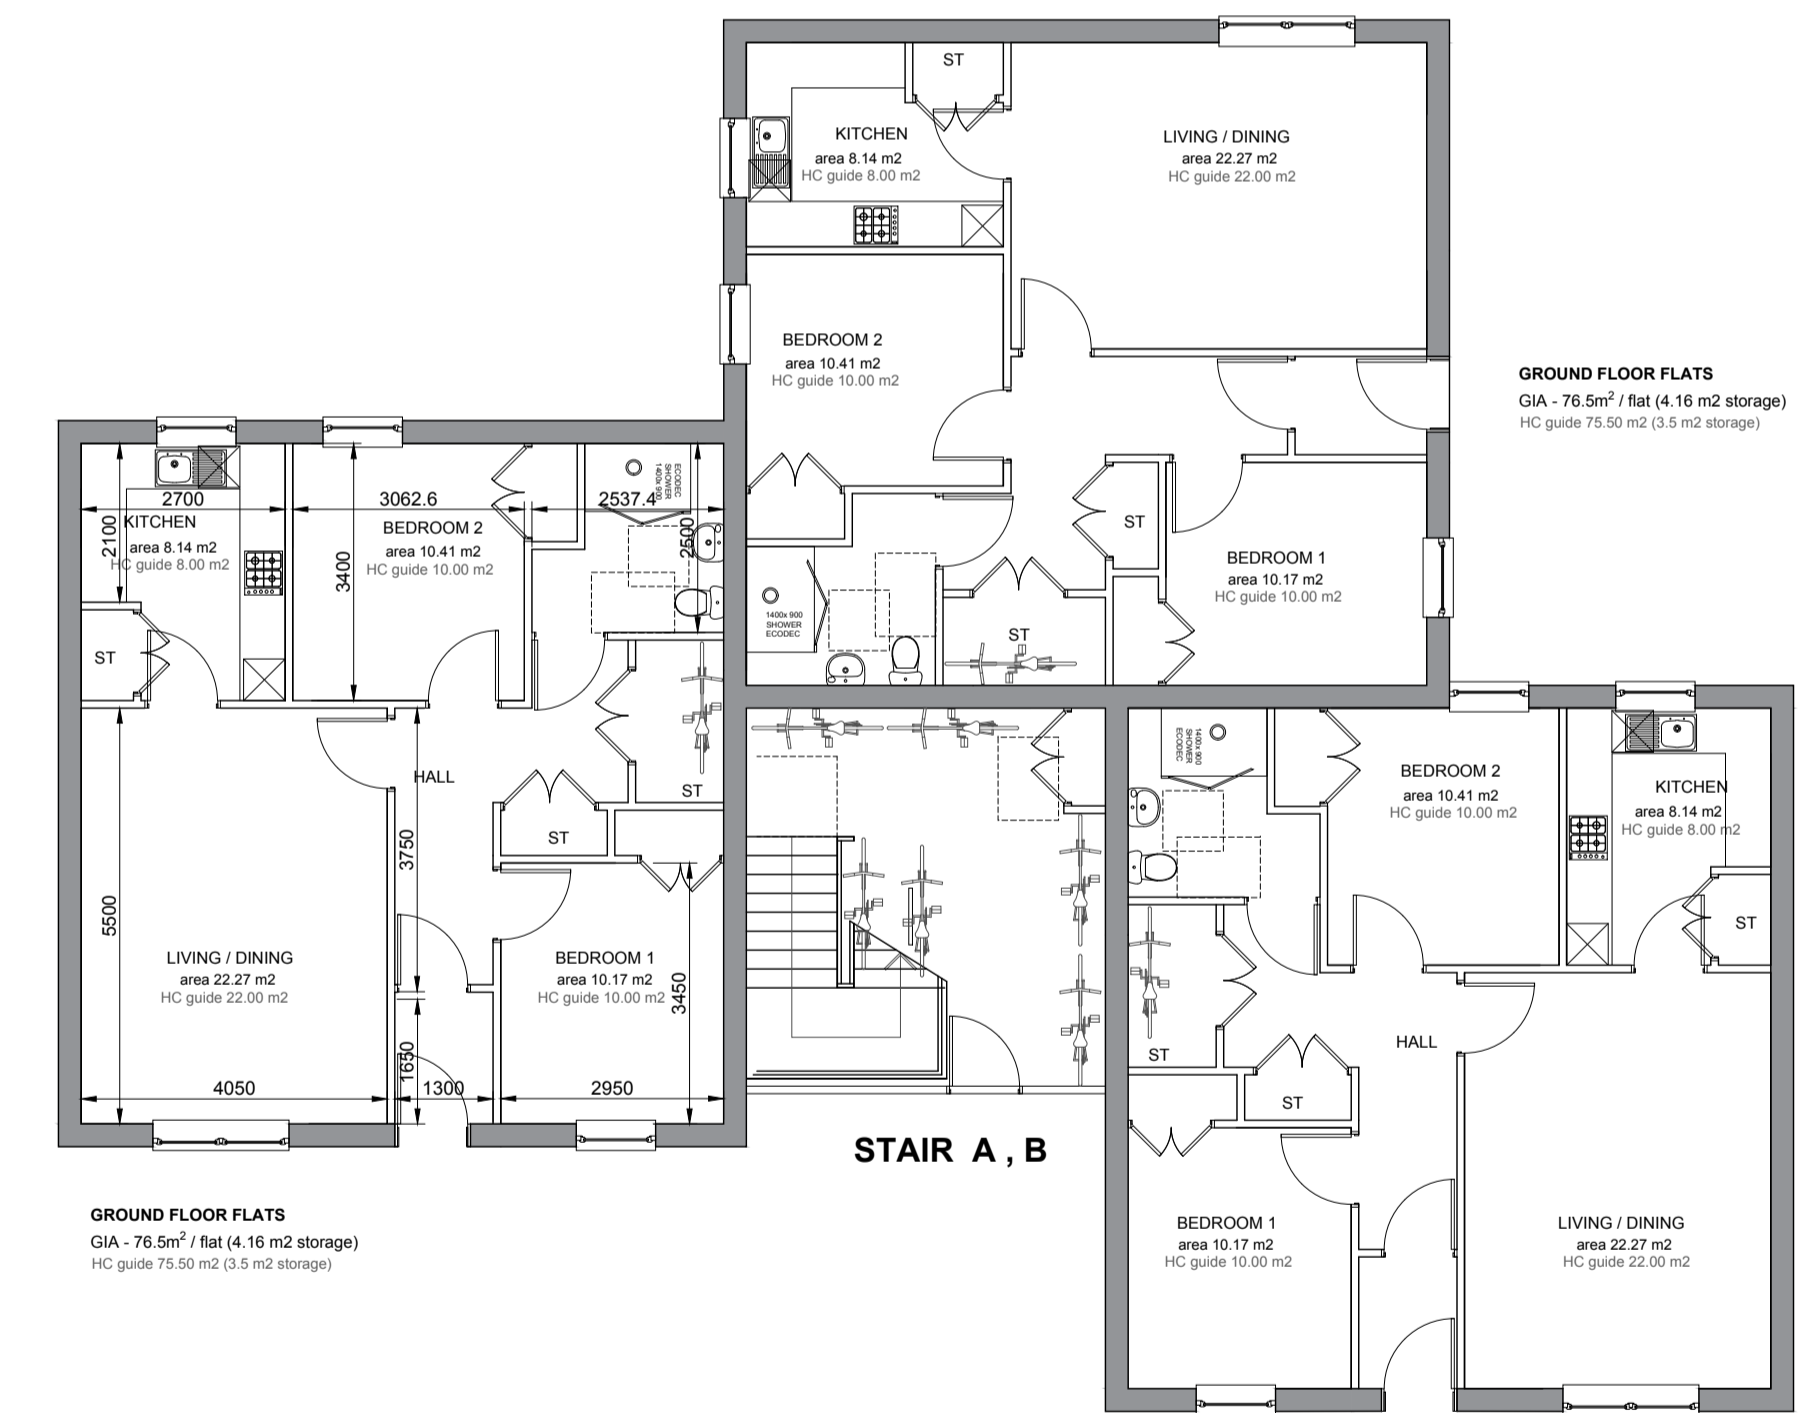 ST
KITCHEN
area 8.14 m2
HC guide 8.00 m2
LIVING / DINING
area 22.27 m2
HC guide 22.00 m2
BEDROOM 2
area 10.41 m2
HC guide 10.00 m2
GROUND FLOOR FLATS
GIA - 76.5m2 / flat (4.16 m2 storage)
HC guide 75.50 m2 (3.5 m2 storage)
ST
BEDROOM 1
area 10.17 m2
HC guide 10.00 m2
1400x 900
SHOWER
ECODEC
ST
2700
3062.6
2537.4
2100
3400
2500
KITCHEN
area 8.14 m2
HC guide 8.00 m2
BEDROOM 2
area 10.41 m2
HC guide 10.00 m2
ECODEC
SHOWER
1400x 900
ST
HALL
ST
ST
3750
5500
LIVING / DINING
area 22.27 m2
HC guide 22.00 m2
BEDROOM 1
area 10.17 m2
HC guide 10.00 m2
3450
1650
4050
1300
2950
STAIR A , B
GROUND FLOOR FLATS
GIA - 76.5m2 / flat (4.16 m2 storage)
HC guide 75.50 m2 (3.5 m2 storage)
1400x 900
SHOWER
ECODEC
BEDROOM 2
area 10.41 m2
HC guide 10.00 m2
KITCHEN
area 8.14 m2
HC guide 8.00 m2
ST
HALL
ST
ST
BEDROOM 1
area 10.17 m2
HC guide 10.00 m2
LIVING / DINING
area 22.27 m2
HC guide 22.00 m2